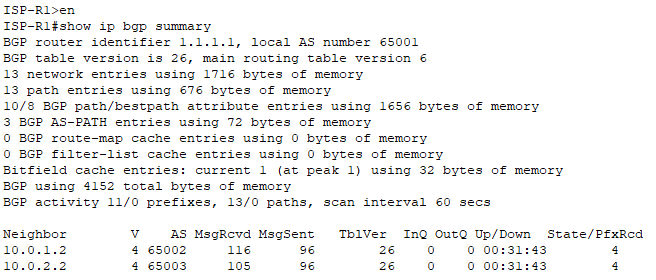 ISP-R1>en
ISP-R1#show ip bgp summary
BGP router identifier 1.1.1.1, local AS number 65001
BGP table version is 26, main routing table version 6
13 network entries using 1716 bytes of memory
13 path entries using 676 bytes of memory
10/8 BGP path/bestpath attribute entries using 1656 bytes of memory
3 BGP AS-PATH entries using 72 bytes of memory
0 BGP route-map cache entries using 0 bytes of memory
0 BGP filter-list cache entries using 0 bytes of memory
Bitfield cache entries: current 1 (at peak 1) using 32 bytes of memory
BGP using 4152 total bytes of memory
BGP activity 11/0 prefixes, 13/0 paths, scan interval 60 secs
Neighbor V AS MsgRcvd MsgSent TblVer InQ OutQ Up/Down State/PfxRcd
10.0.1.2 4 65002 116 96 26 0 0 00:31:43 4
10.0.2.2 4 65003 105 96 26 0 0 00:31:43 4